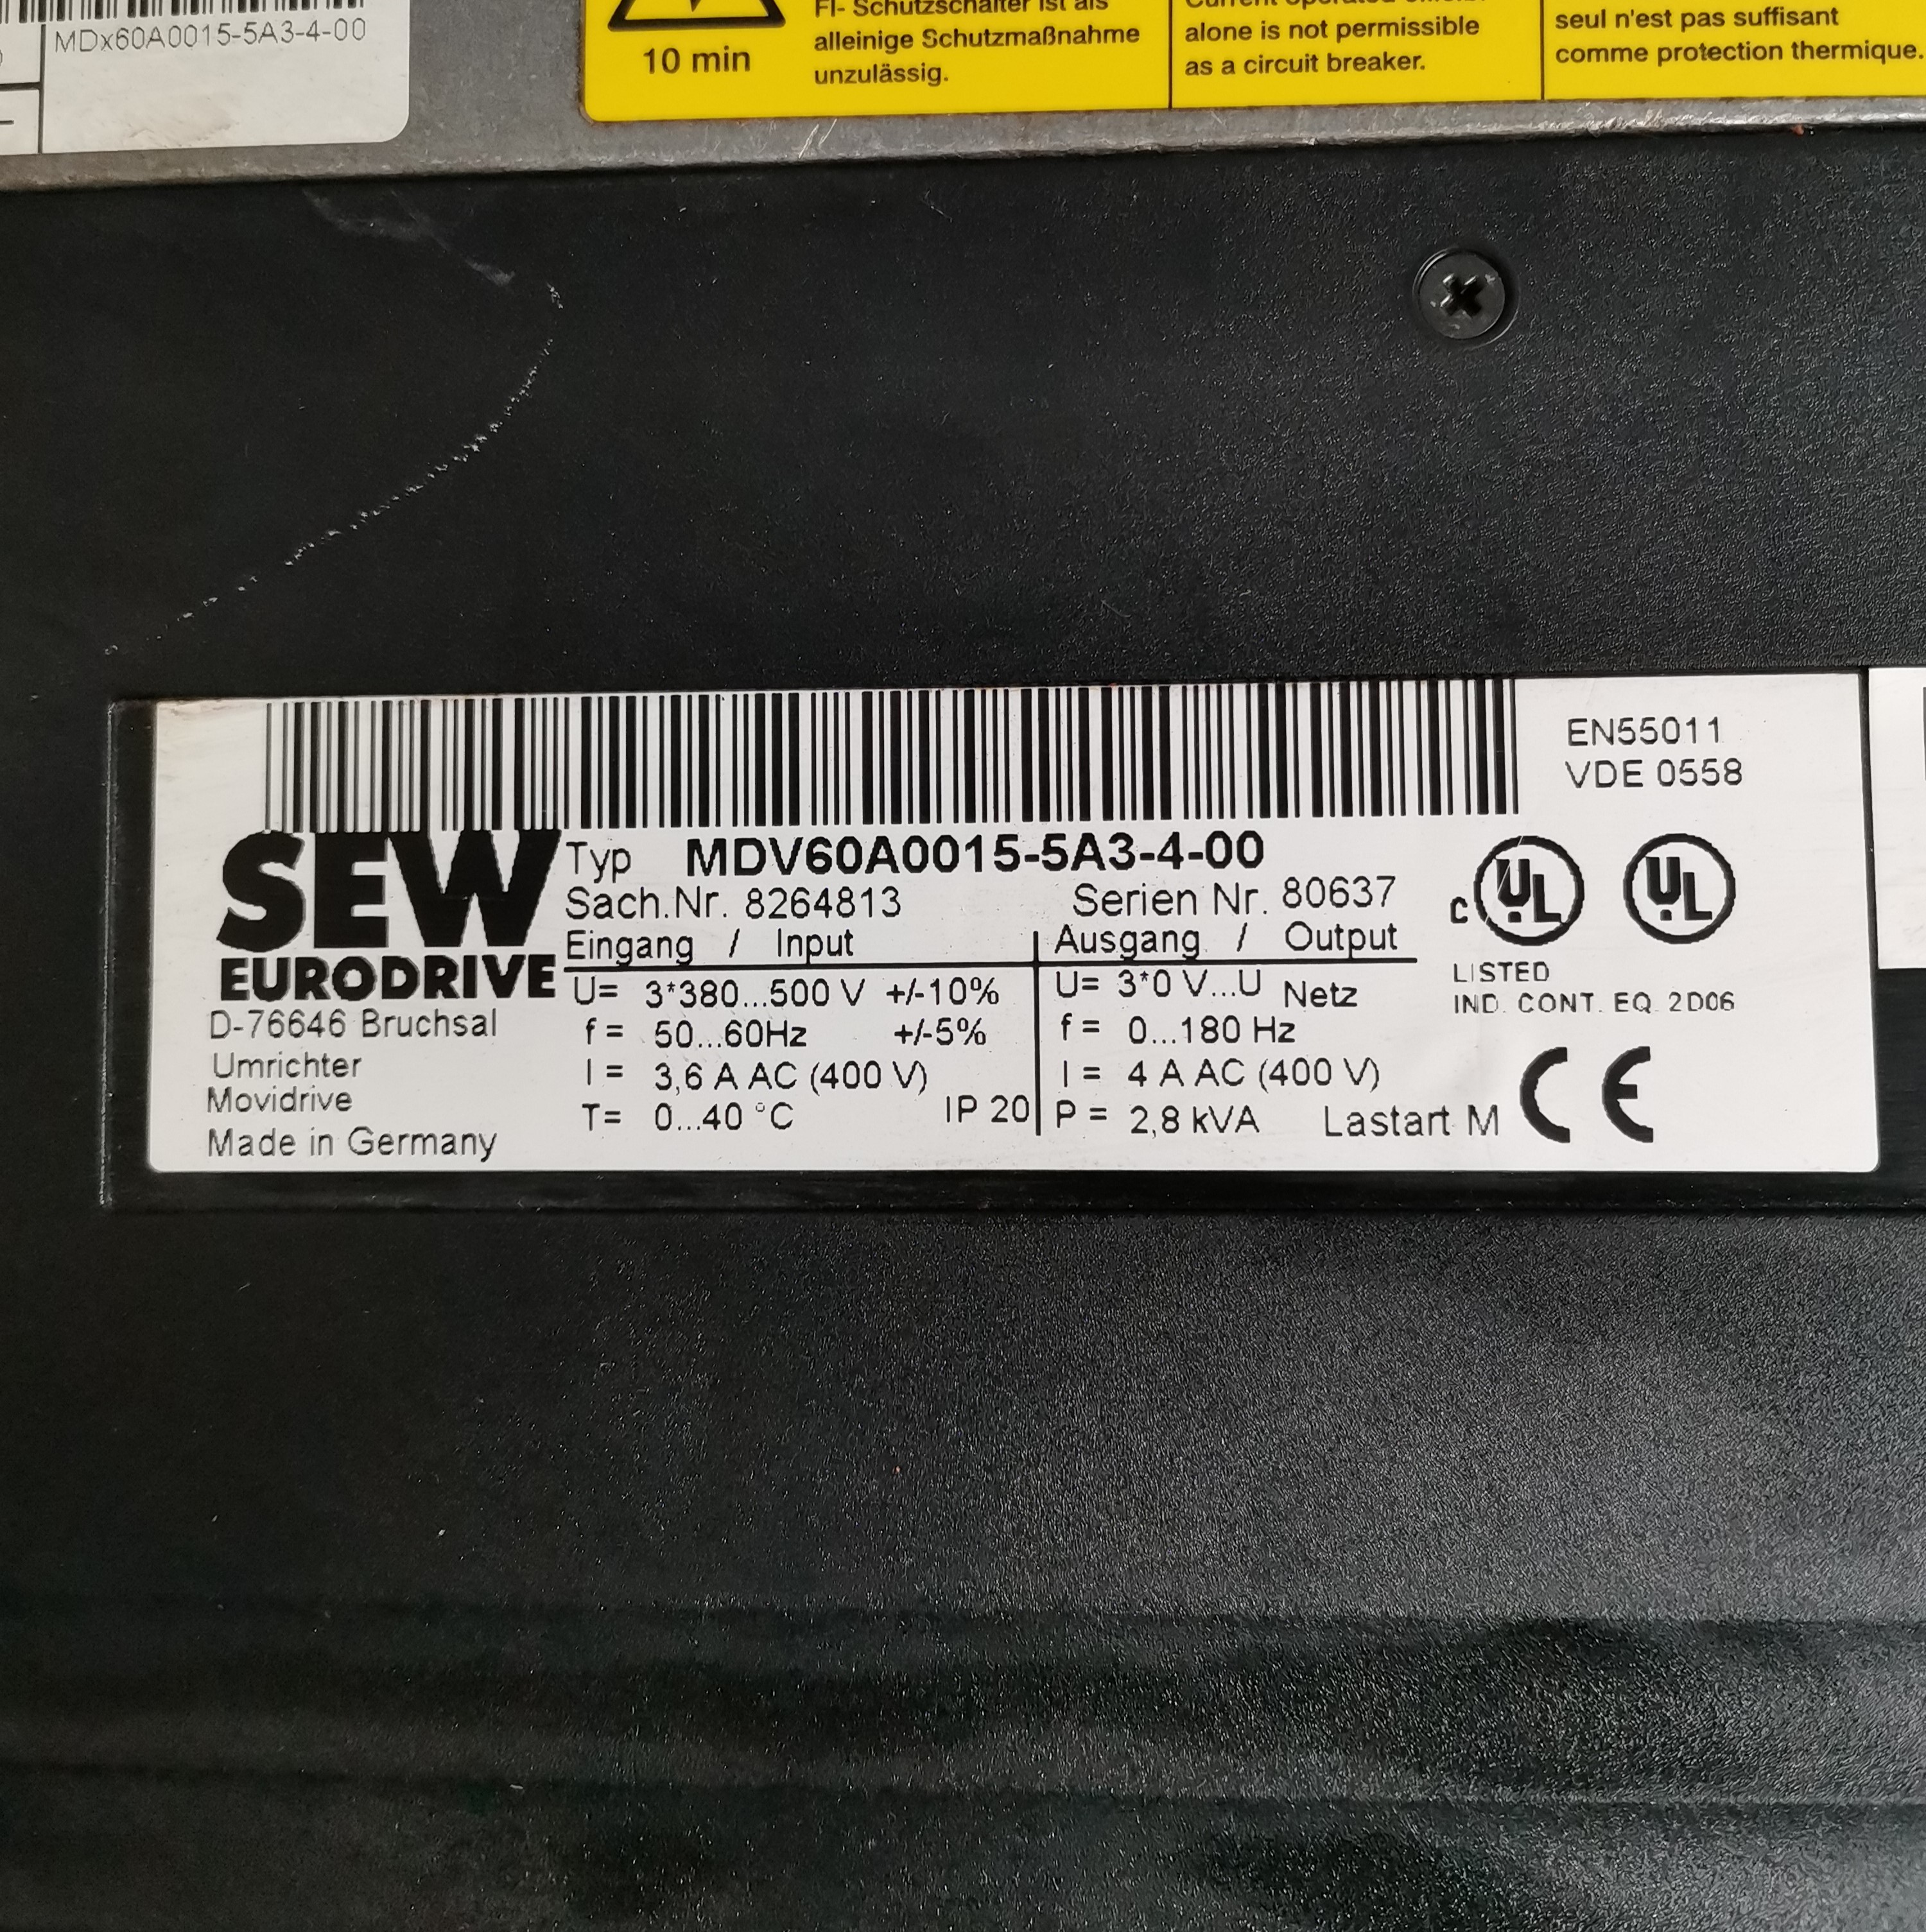 MDx60A0015-5A3-4-00
10 min
FI- Schutzschalter ist als
alleinige Schutzmaßnahme
unzulässig.
alone is not permissible
as a circuit breaker.
seul n'est pas suffisant
comme protection thermique.
EN55011
VDE 0558
SEW
EURODRIVE
D-76646 Bruchsal
Umrichter
Movidrive
Made in Germany
Typ MDV60A0015-5A3-4-00
Sach.Nr. 8264813 Serien Nr. 80637
Eingang / Input
U= 3*380...500 V +/-10%
f = 50...60Hz +/-5%
I = 3,6 A AC (400 V)
T= 0...40 °C IP 20
Ausgang / Output
U= 3*0 V...U Netz
f = 0...180 Hz
I = 4 A AC (400 V)
P = 2,8 kVA Lastart M
c UL UL
LISTED
IND. CONT. EQ. 2D06
CE